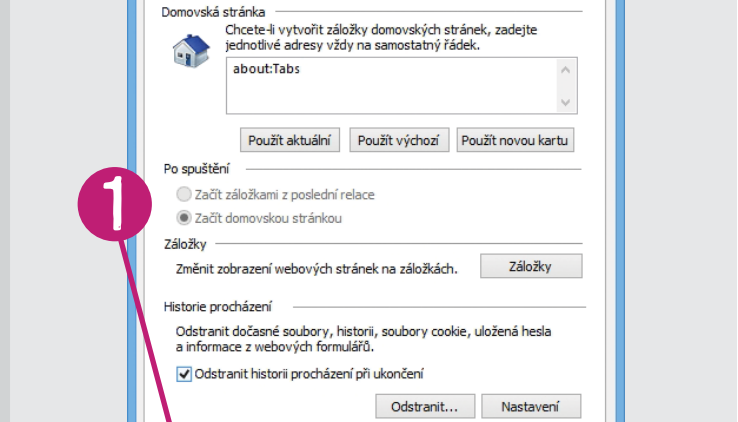 Domovská stránka
Chcete-li vytvořit záložky domovských stránek, zadejte
jednotlivé adresy vždy na samostatný řádek.
about:Tabs
Použít aktuální Použít výchozí Použít novou kartu
Po spuštění
Začít záložkami z poslední relace
1
Začít domovskou stránkou
Záložky
Změnit zobrazení webových stránek na záložkách. Záložky
Historie procházení
Odstranit dočasné soubory, historii, soubory cookie, uložená hesla
a informace z webových formulářů.
Odstranit historii procházení při ukončení
Odstranit... Nastavení